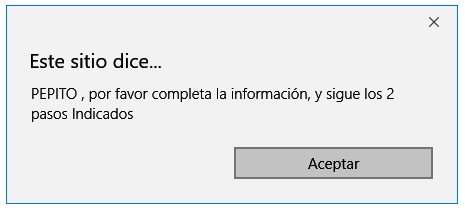 Este sitio dice...
PEPITO , por favor completa la información, y sigue los 2
pasos Indicados
Aceptar